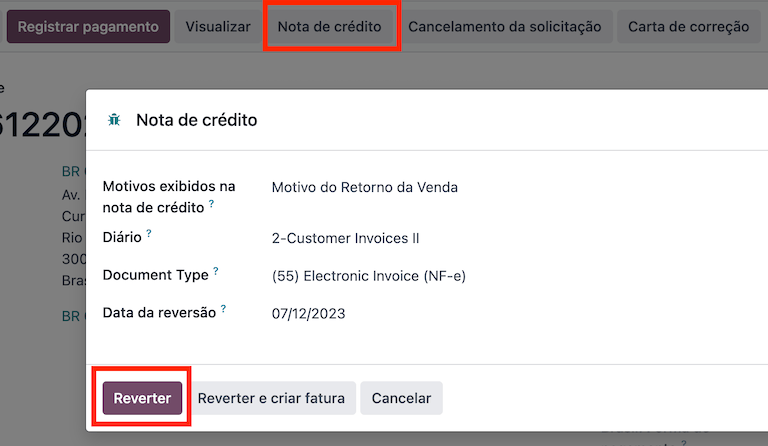 Registrar pagamento Visualizar Nota de crédito Cancelamento da solicitação Carta de correção
e
61220
Nota de crédito
BR
Av.
Motivos exibidos na
nota de crédito ?
Motivo do Retorno da Venda
Cur
Rio
Diário ? 2-Customer Invoices II
300
Document Type ? (55) Electronic Invoice (NF-e)
Bras
Data da reversão ? 07/12/2023
BR
Reverter Reverter e criar fatura Cancelar